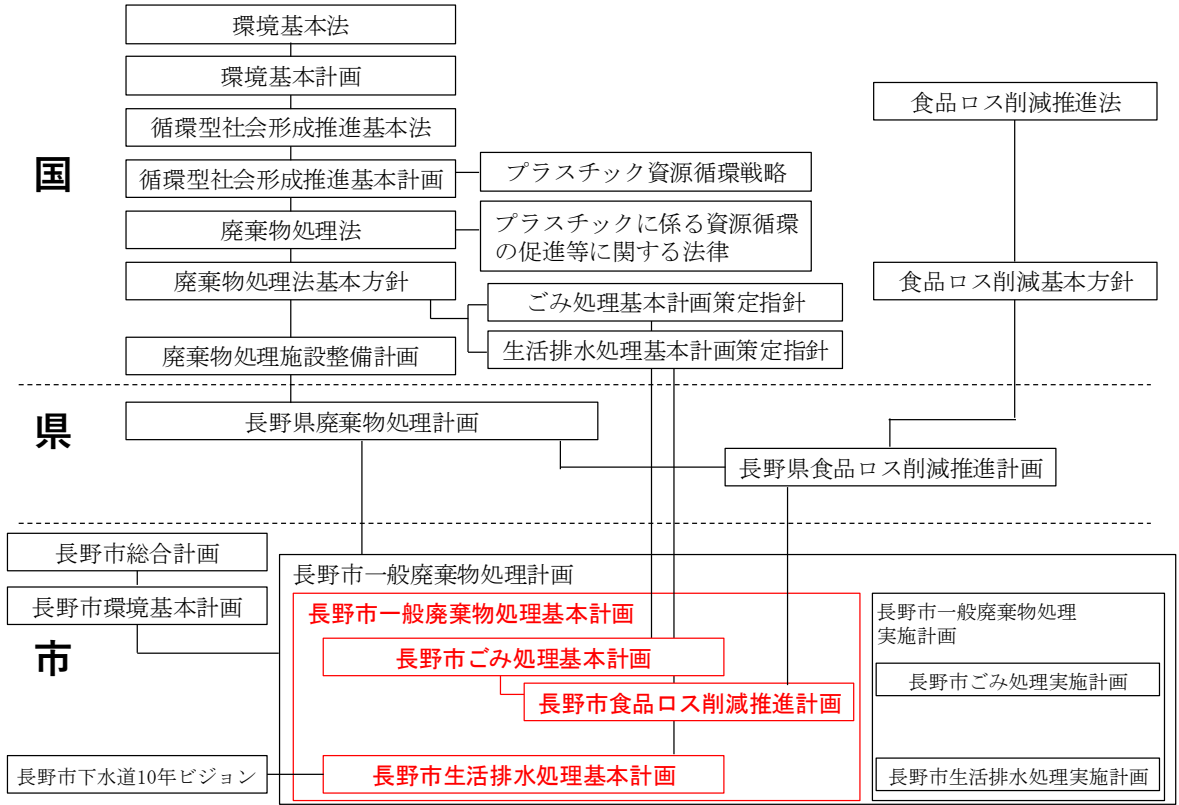 国
環境基本法
環境基本計画
循環型社会形成推進基本法
循環型社会形成推進基本計画
プラスチック資源循環戦略
廃棄物処理法
プラスチックに係る資源循環
の促進等に関する法律
廃棄物処理法基本方針
ごみ処理基本計画策定指針
生活排水処理基本計画策定指針
廃棄物処理施設整備計画
食品ロス削減推進法
食品ロス削減基本方針
県
長野県廃棄物処理計画
長野県食品ロス削減推進計画
市
長野市総合計画
長野市環境基本計画
長野市下水道10年ビジョン
長野市一般廃棄物処理計画
長野市一般廃棄物処理基本計画
長野市ごみ処理基本計画
長野市食品ロス削減推進計画
長野市生活排水処理基本計画
長野市一般廃棄物処理
実施計画
長野市ごみ処理実施計画
長野市生活排水処理実施計画